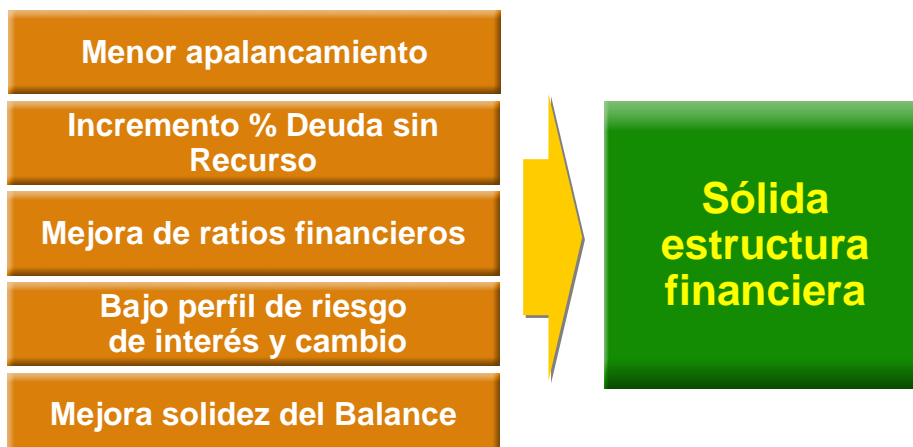 Menor apalancamiento
Incremento % Deuda sin
Recurso
Mejora de ratios financieros
Bajo perfil de riesgo
de interés y cambio
Mejora solidez del Balance
Sólida
estructura
financiera